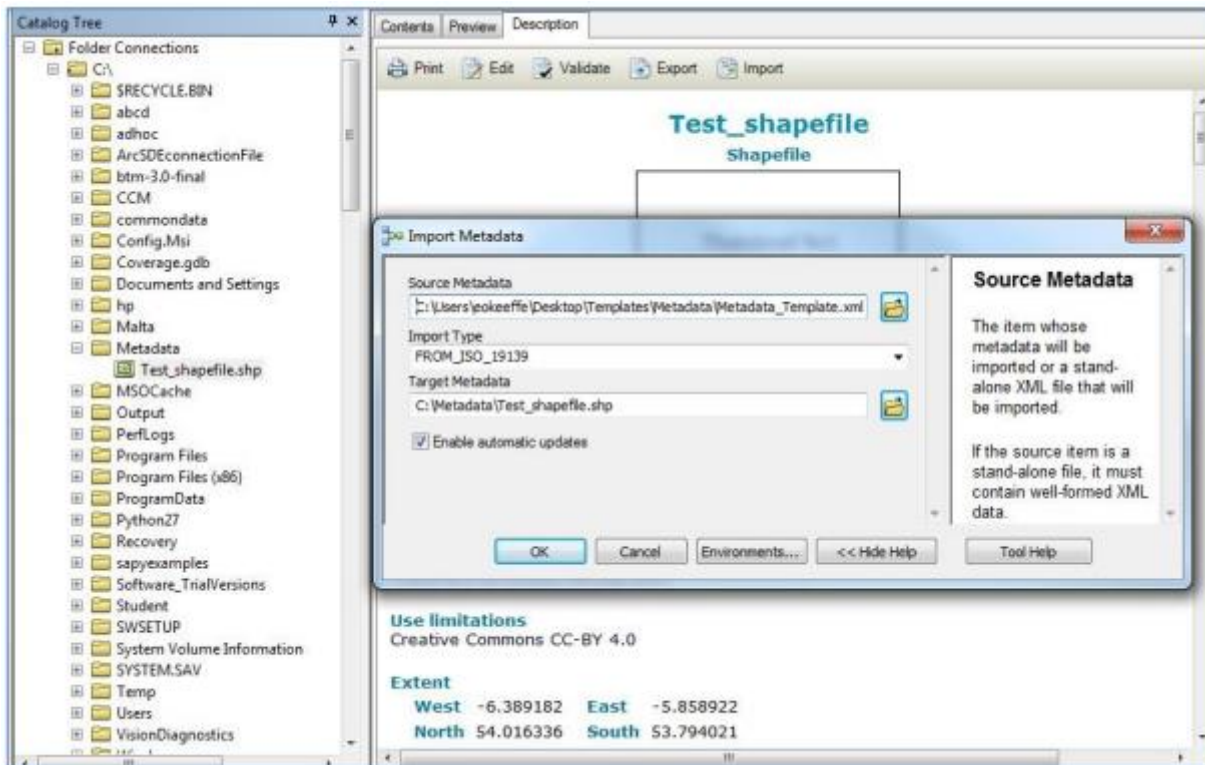 Catalog Tree
Folder Connections
C:\
$RECYCLE.BIN
abcd
adhoc
ArcSDEconnectionFile
btm-3.0-final
CCM
commondata
Config.Msi
Coverage.gdb
Documents and Settings
hp
Malta
Metadata
Test_shapefile.shp
MSOCache
Output
PerfLogs
Program Files
Program Files (x86)
ProgramData
Python27
Recovery
sapyexamples
Software_TrialVersions
Student
SWSETUP
System Volume Information
SYSTEM.SAV
Temp
Users
VisionDiagnostics
Contents Preview Description
Print Edit Validate Export Import
Test_shapefile
Shapefile
Import Metadata
Source Metadata
C:\Users\eokeeffe\Desktop\Templates\Metadata\Metadata_Template.xml
Import Type
FROM_ISO_19139
Target Metadata
C:\Metadata\Test_shapefile.shp
Enable automatic updates
Source Metadata
The item whose
metadata will be
imported or a stand-
alone XML file that will
be imported.
If the source item is a
stand-alone file, it must
contain well-formed XML
data.
OK Cancel Environments... << Hide Help Tool Help
Use limitations
Creative Commons CC-BY 4.0
Extent
West -6.389182 East -5.858922
North 54.016336 South 53.794021